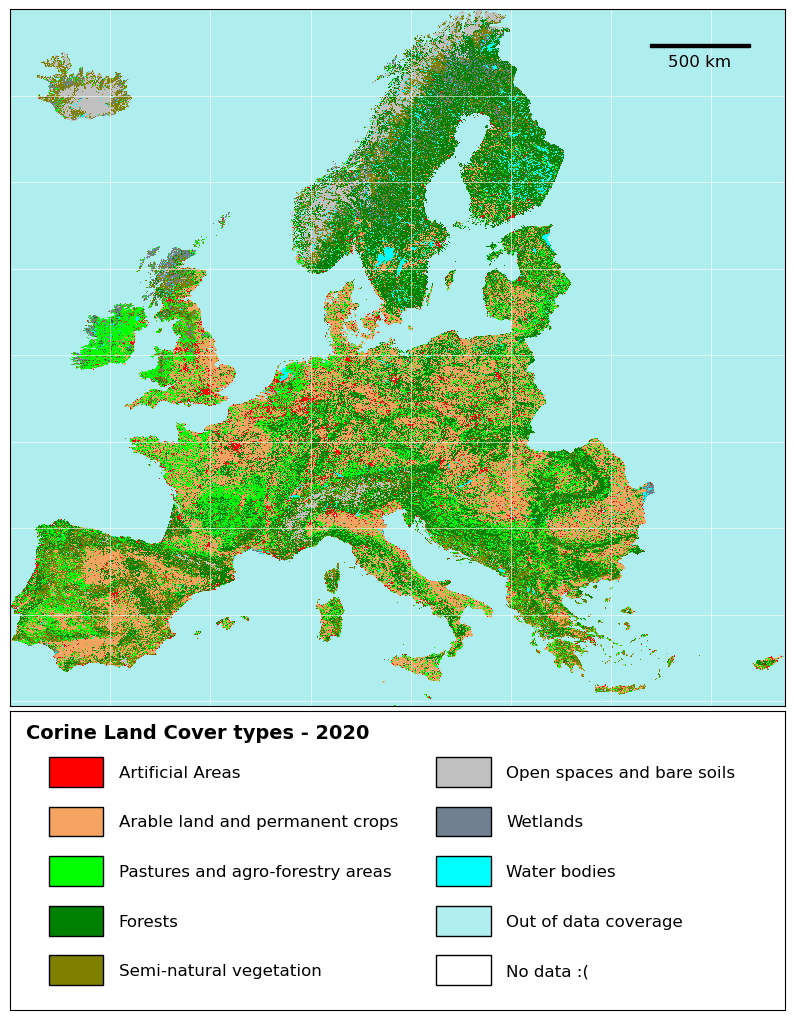 500 km
Corine Land Cover types - 2020
Artificial Areas
Arable land and permanent crops
Pastures and agro-forestry areas
Forests
Semi-natural vegetation
Open spaces and bare soils
Wetlands
Water bodies
Out of data coverage
No data :(